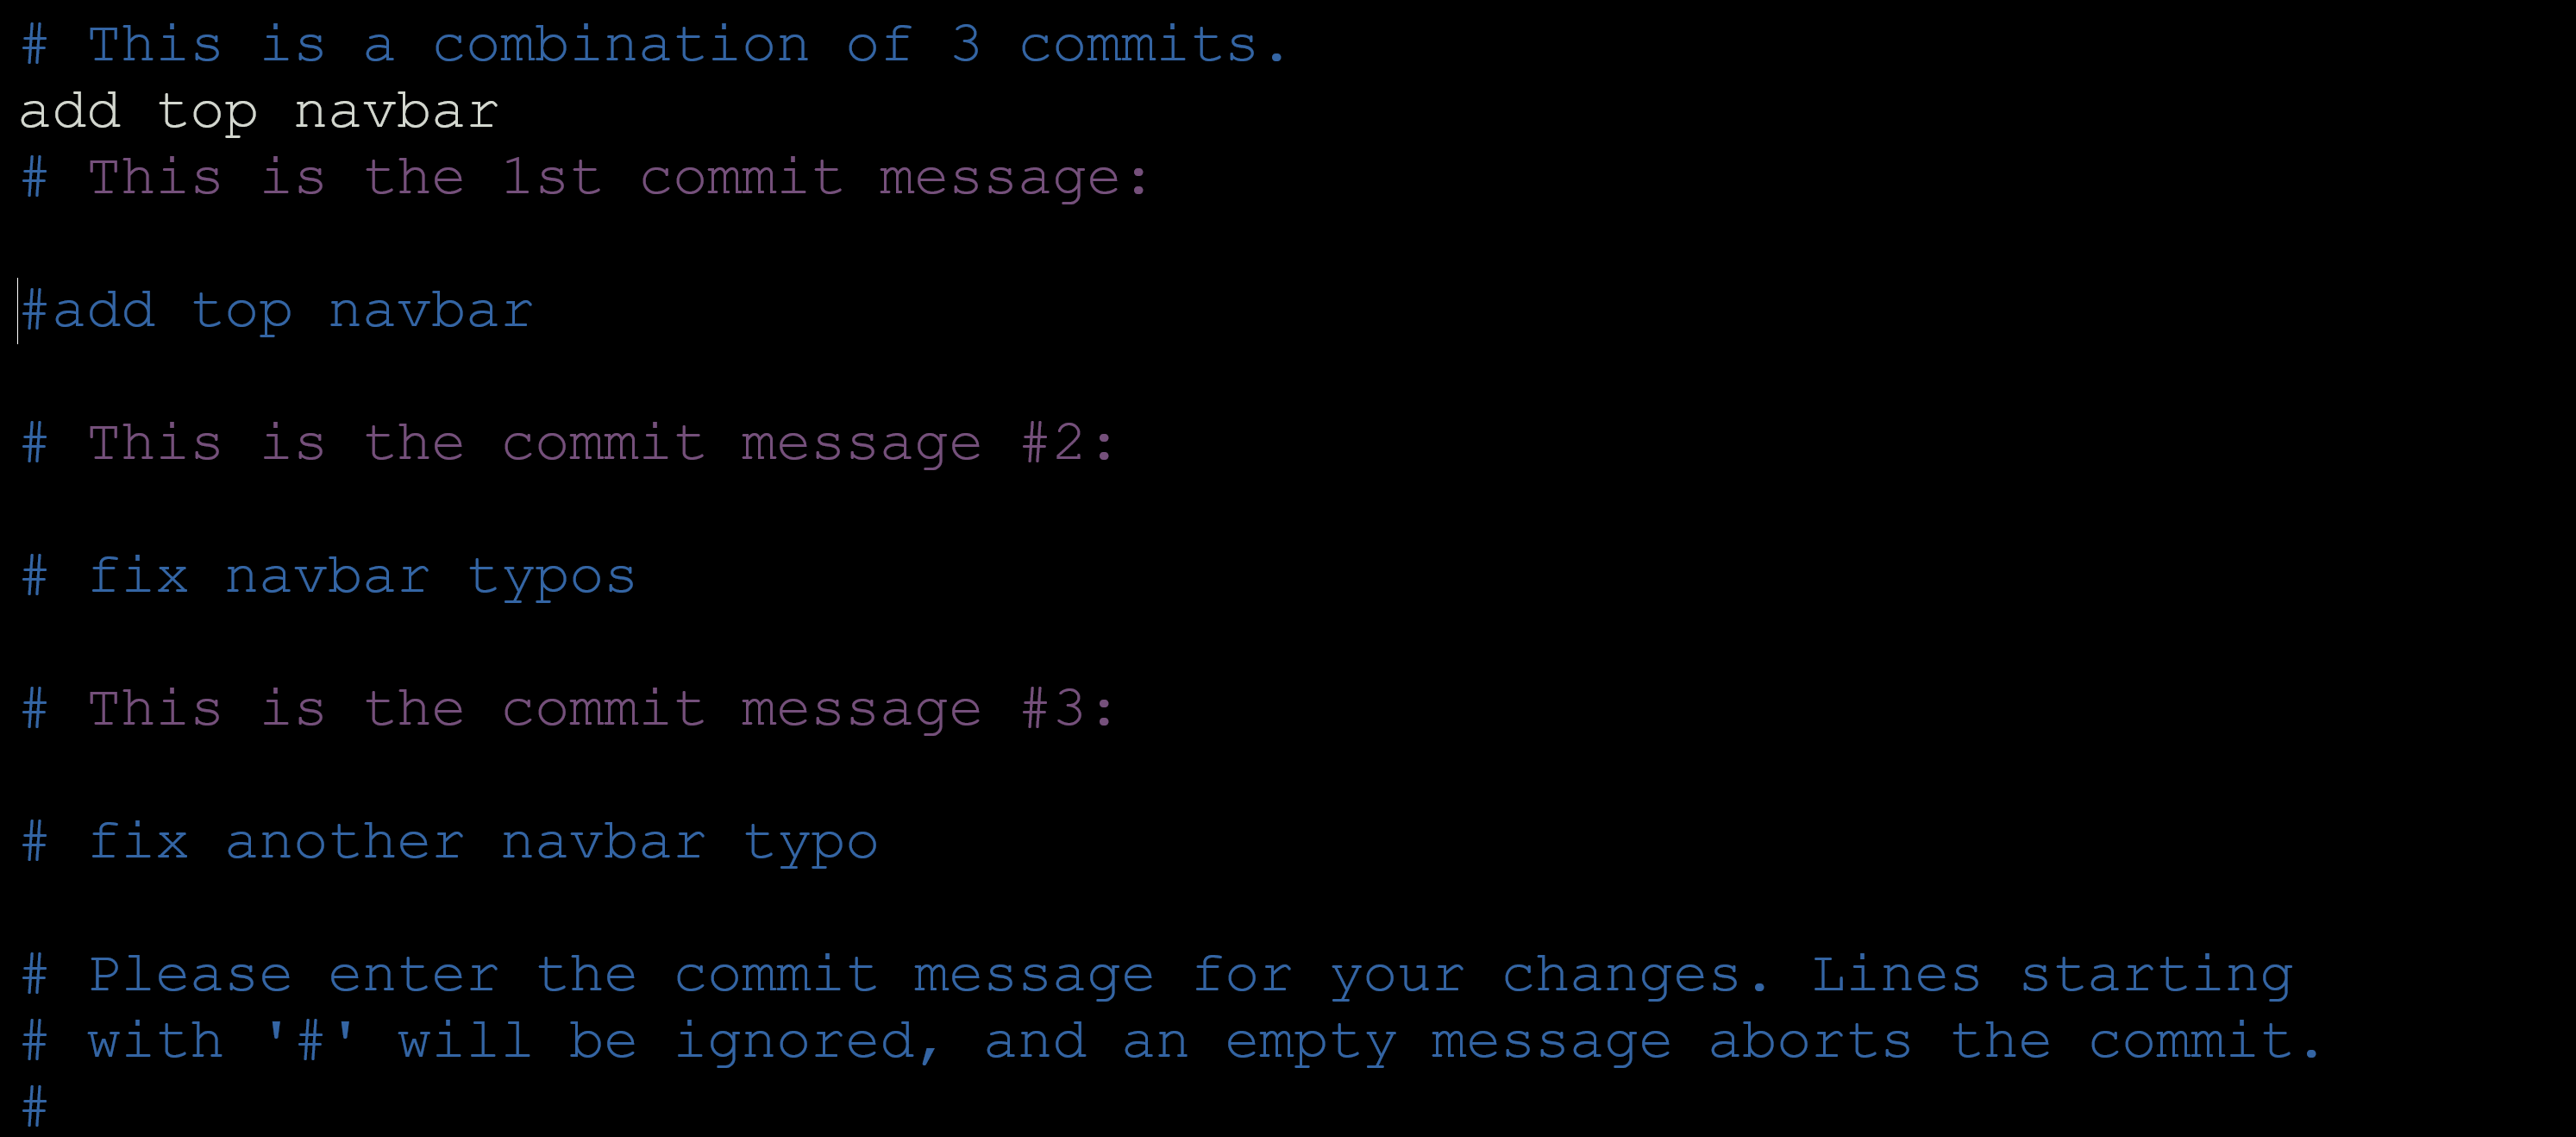 # This is a combination of 3 commits.
add top navbar
# This is the 1st commit message:
#add top navbar
# This is the commit message #2:
# fix navbar typos
# This is the commit message #3:
# fix another navbar typo
# Please enter the commit message for your changes. Lines starting
# with '#' will be ignored, and an empty message aborts the commit.
#